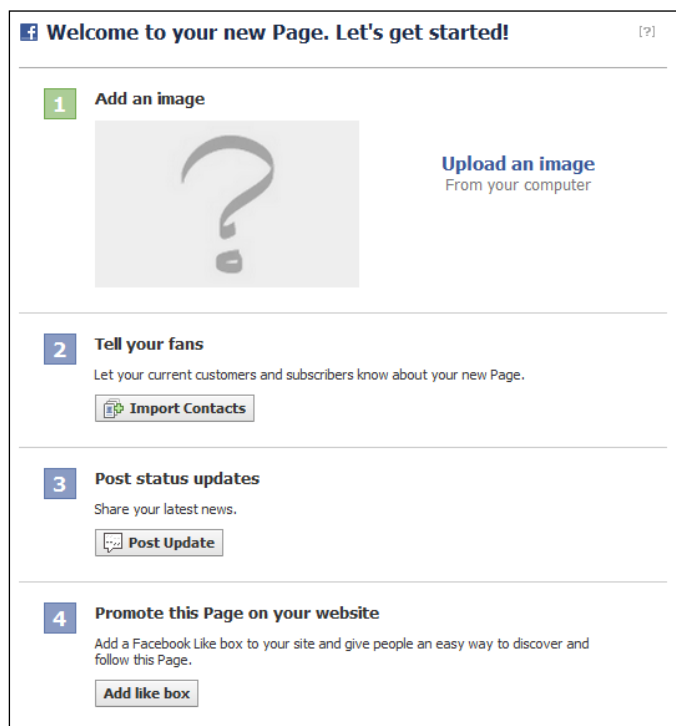 f Welcome to your new Page. Let's get started! [?]
1 Add an image
?
Upload an image
From your computer
2 Tell your fans
Let your current customers and subscribers know about your new Page.
Import Contacts
3 Post status updates
Share your latest news.
Post Update
4 Promote this Page on your website
Add a Facebook Like box to your site and give people an easy way to discover and
follow this Page.
Add like box